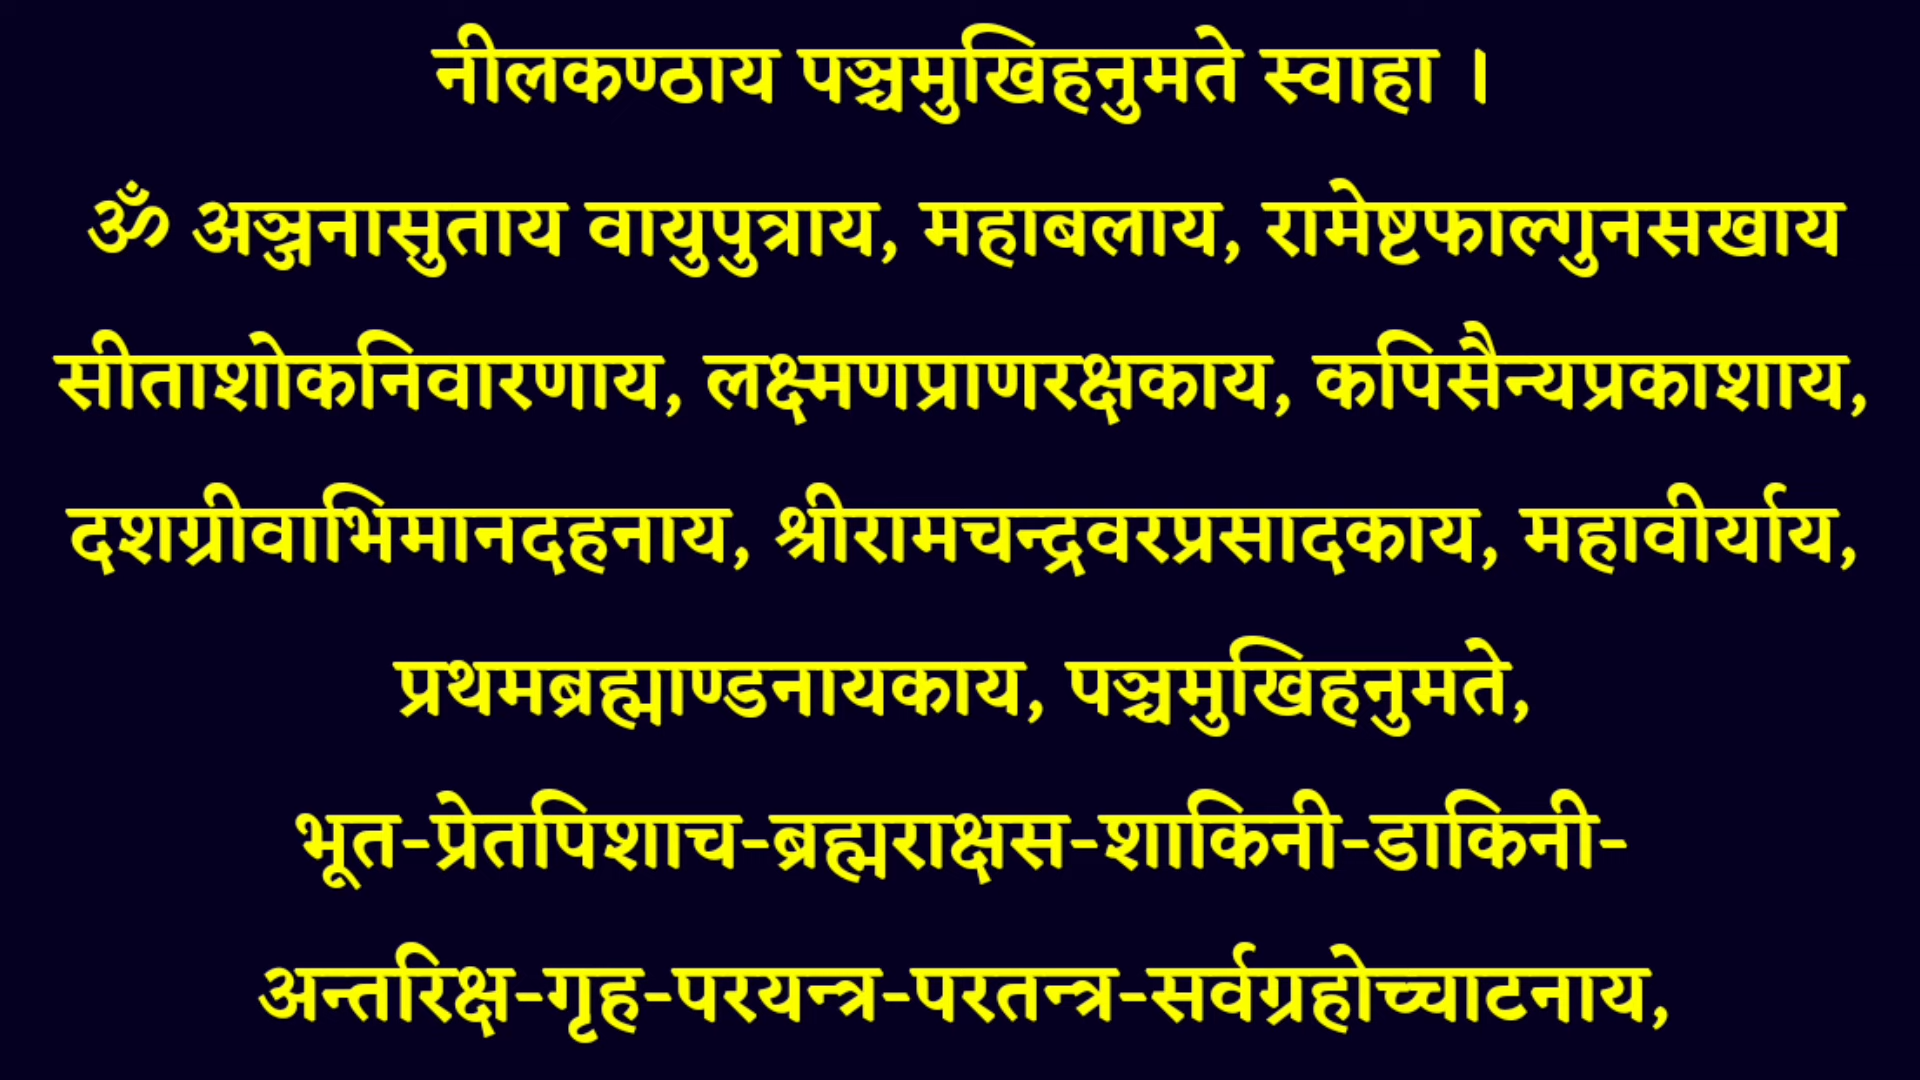 नीलकण्ठाय पञ्चमुखिहनुमते स्वाहा ।
ॐ अञ्जनासुताय वायुपुत्राय, महाबलाय, रामेष्टफाल्गुनसखाय
सीताशोकनिवारणाय, लक्ष्मणप्राणरक्षकाय, कपिसैन्यप्रकाशाय,
दशग्रीवाभिमानदहनाय, श्रीरामचन्द्रवरप्रसादकाय, महावीर्याय,
प्रथमब्रह्माण्डनायकाय, पञ्चमुखिहनुमते,
भूत-प्रेतपिशाच-ब्रह्मराक्षस-शाकिनी-डाकिनी-
अन्तरिक्ष-गृह-परयन्त्र-परतन्त्र-सर्वग्रहोच्चाटनाय,